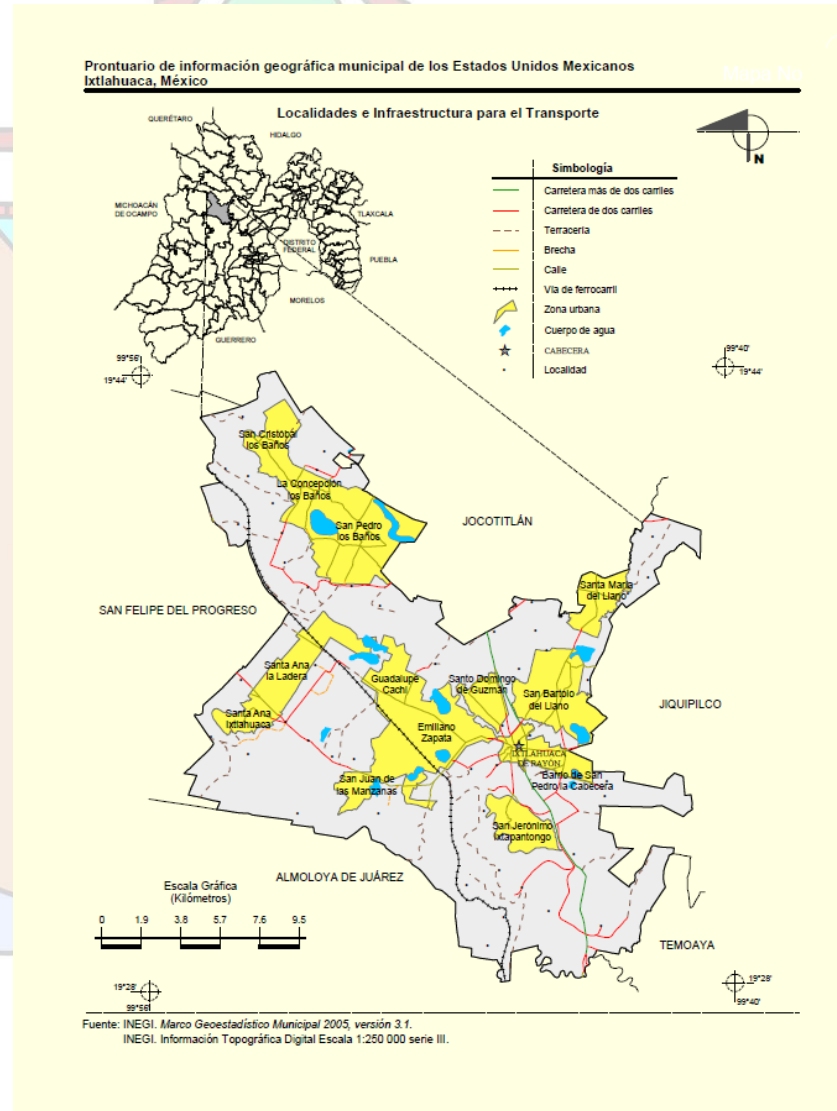 Prontuario de información geográfica municipal de los Estados Unidos Mexicanos
Ixtlahuaca, México
Localidades e Infraestructura para el Transporte
QUERÉTARO
HIDALGO
MICHOACÁN
DE OCAMPO
TLAXCALA
DISTRITO
FEDERAL
PUEBLA
MORELOS
GUERRERO
N
Simbología
Carretera más de dos carriles
Carretera de dos carriles
Terracería
Brecha
Calle
Vía de ferrocarril
Zona urbana
Cuerpo de agua
CABECERA
Localidad
99°56'
19°44'
99°40'
19°44'
San Cristobal
los Baños
La Concepción
los Baños
San Pedro
los Baños
JOCOTITLÁN
Santa María
del Llano
SAN FELIPE DEL PROGRESO
Santa Ana
la Ladera
Guadalupe
Cachi
Santo Domingo
de Guzmán
San Bartolo
del Llano
JIQUIPILCO
Santa Ana
Ixtlahuaca
Emiliano
Zapata
IXTLAHUACA
DE RAYÓN
San Juan de
las Manzanas
Barrio de San
Pedro la Cabecera
San Jerónimo
Ixtapantongo
ALMOLOYA DE JUÁREZ
TEMOAYA
Escala Gráfica
(Kilómetros)
0 1.9 3.8 5.7 7.6 9.5
19°28'
99°56'
19°28'
99°40'
Fuente: INEGI. Marco Geoestadístico Municipal 2005, versión 3.1.
INEGI. Información Topográfica Digital Escala 1:250 000 serie III.